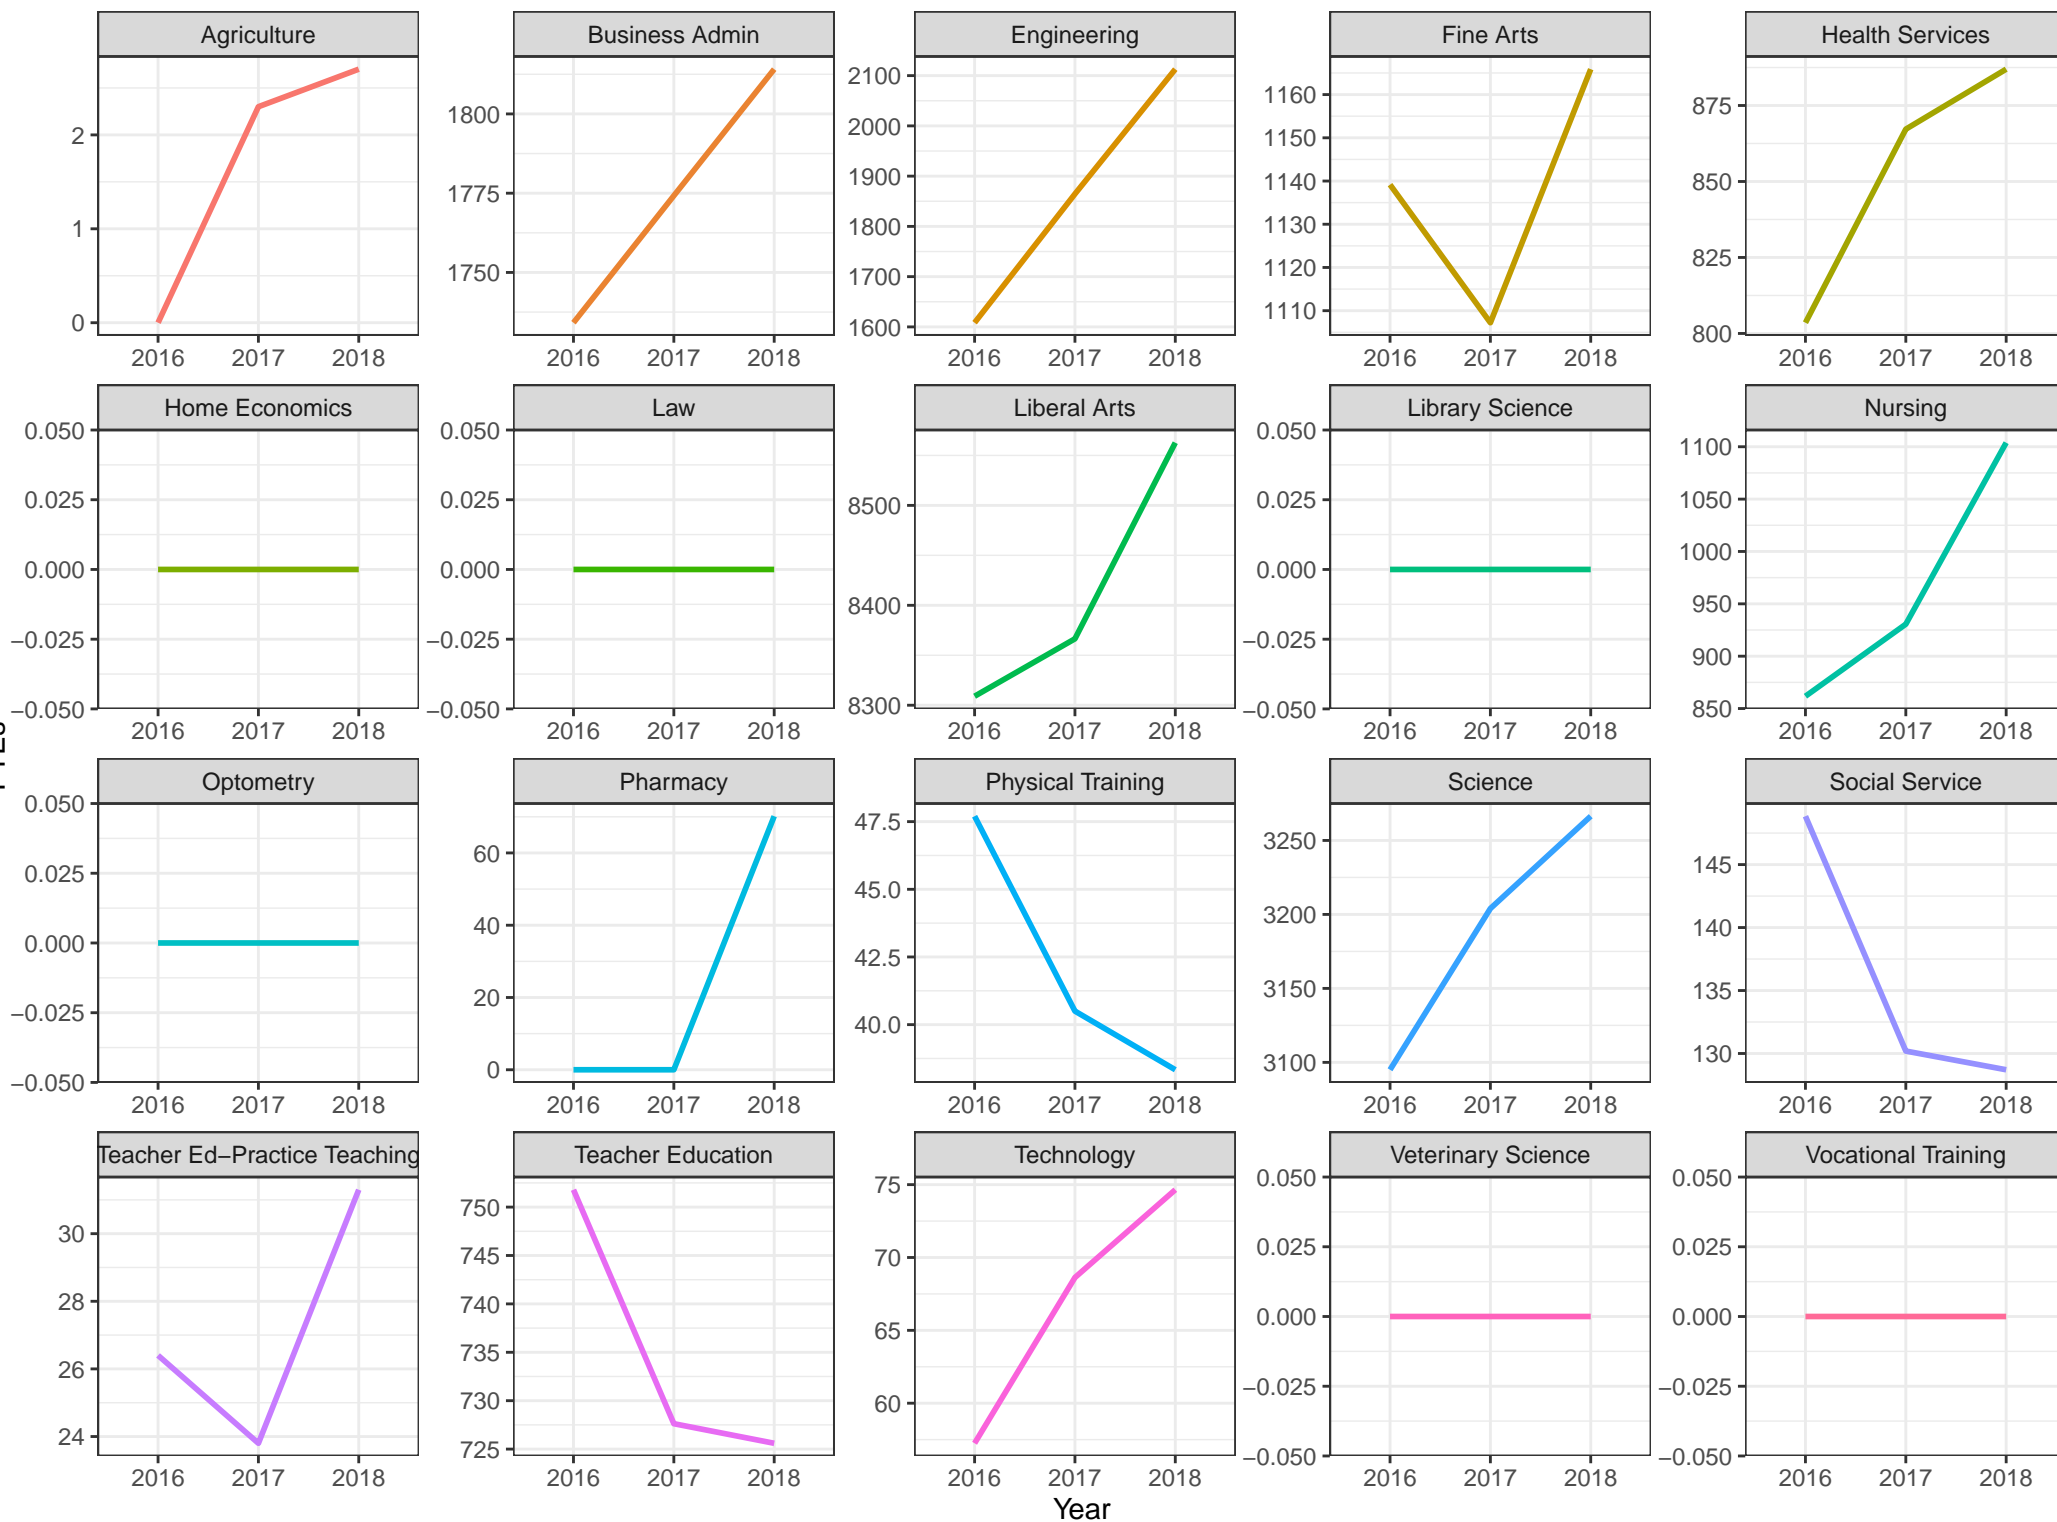 Agriculture
Business Admin
Engineering
Fine Arts
Health Services
2
1
0
1800
1775
1750
2100
2000
1900
1800
1700
1600
1160
1150
1140
1130
1120
1110
875
850
825
800
2016 2017 2018
2016 2017 2018
2016 2017 2018
2016 2017 2018
2016 2017 2018
Home Economics
Law
Liberal Arts
Library Science
Nursing
0.050
0.025
0.000
−0.025
−0.050
0.050
0.025
0.000
−0.025
−0.050
8500
8400
8300
0.050
0.025
0.000
−0.025
−0.050
1100
1050
1000
950
900
850
2016 2017 2018
2016 2017 2018
2016 2017 2018
2016 2017 2018
2016 2017 2018
Optometry
Pharmacy
Physical Training
Science
Social Service
0.050
0.025
0.000
−0.025
−0.050
60
40
20
0
47.5
45.0
42.5
40.0
3250
3200
3150
3100
145
140
135
130
2016 2017 2018
2016 2017 2018
2016 2017 2018
2016 2017 2018
2016 2017 2018
Teacher Ed−Practice Teaching
Teacher Education
Technology
Veterinary Science
Vocational Training
30
28
26
24
750
745
740
735
730
725
75
70
65
60
0.050
0.025
0.000
−0.025
−0.050
0.050
0.025
0.000
−0.025
−0.050
2016 2017 2018
2016 2017 2018
2016 2017 2018
2016 2017 2018
2016 2017 2018
Year